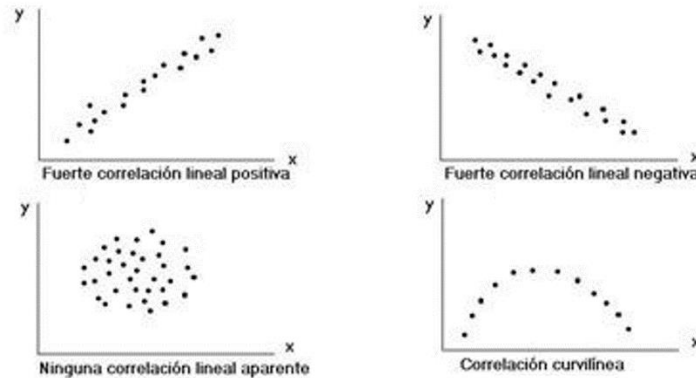 y
x
Fuerte correlación lineal positiva
y
x
Fuerte correlación lineal negativa
y
x
Ninguna correlación lineal aparente
y
x
Correlación curvilínea